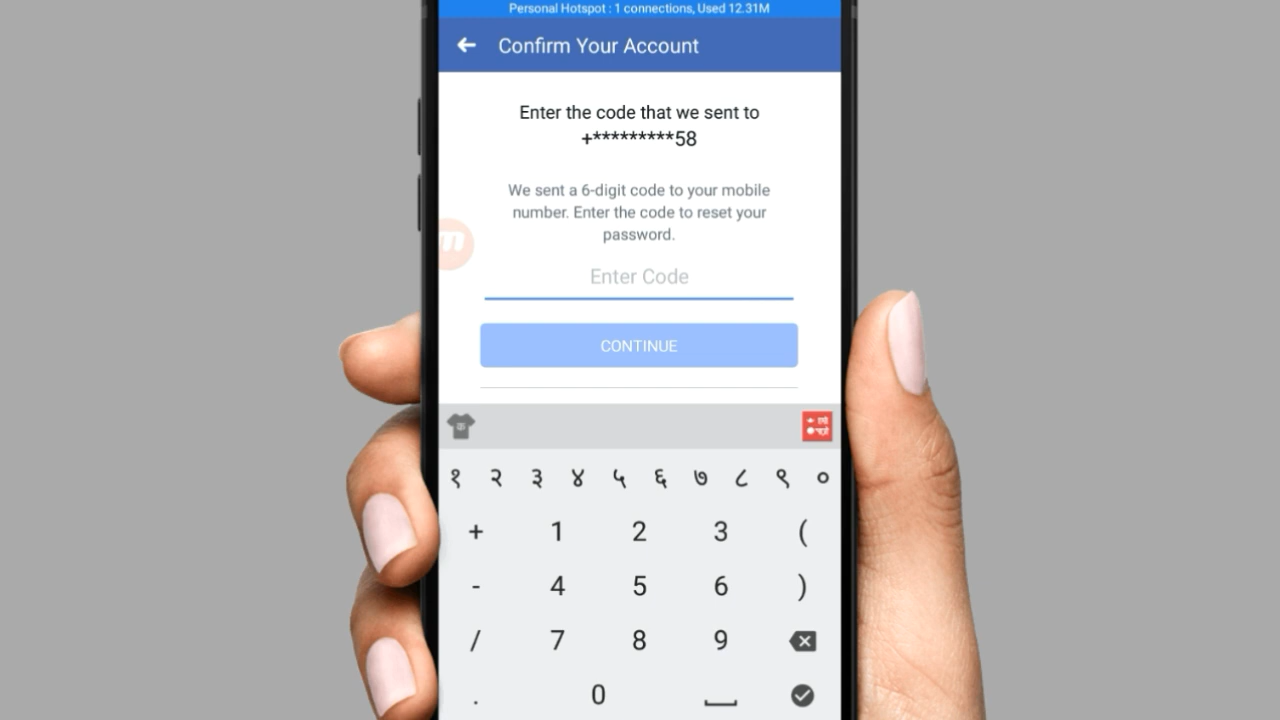 Personal Hotspot : 1 connections, Used 12.31M
Confirm Your Account
Enter the code that we sent to
+*********58
We sent a 6-digit code to your mobile
number. Enter the code to reset your
password.
m
Enter Code
CONTINUE
क
१ २ ३ ४ ५ ६ ७ ८ ९ ०
+ 1 2 3 (
- 4 5 6 )
/ 7 8 9
. 0